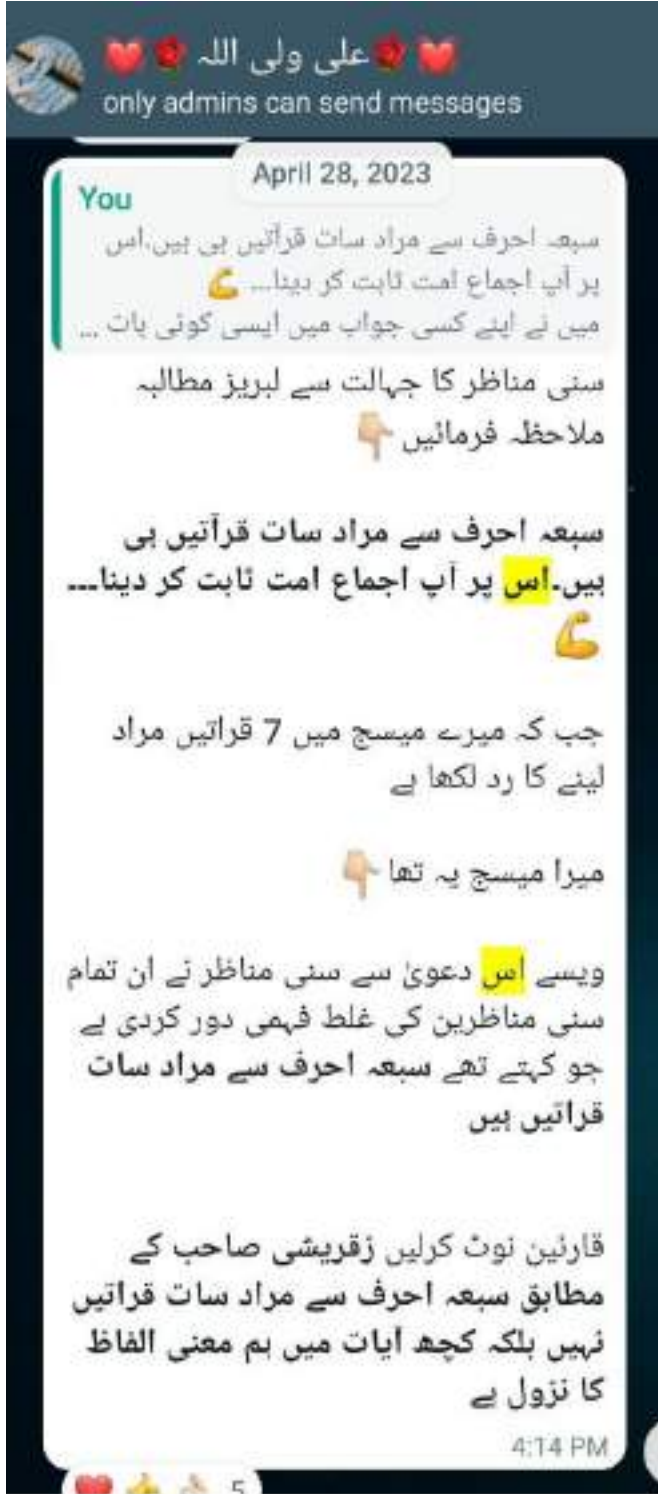 ❤️🌹علی ولی اللہ 🌹❤️
only admins can send messages
April 28, 2023
You
سبعہ احرف سے مراد سات قرآتیں ہی ہیں.اس
پر آپ اجماع امت ثابت کر دینا... 💪
میں نے اپنے کسی جواب میں ایسی کوئی بات ...
سنی مناظر کا جہالت سے لبریز مطالبہ
ملاحظہ فرمائیں 👇🏻
سبعہ احرف سے مراد سات قرآتیں ہی
ہیں.اس پر آپ اجماع امت ثابت کر دینا...
💪
جب کہ میرے میسج میں 7 قراتیں مراد
لینے کا رد لکھا ہے
میرا میسج یہ تھا 👇🏻
ویسے اس دعویٰ سے سنی مناظر نے ان تمام
سنی مناظرین کی غلط فہمی دور کردی ہے
جو کہتے تھے سبعہ احرف سے مراد سات
قراتیں ہیں
قارئین نوٹ کرلیں زقریشی صاحب کے
مطابق سبعہ احرف سے مراد سات قراتیں
نہیں بلکہ کچھ آیات میں ہم معنی الفاظ
کا نزول ہے
4:14 PM
5